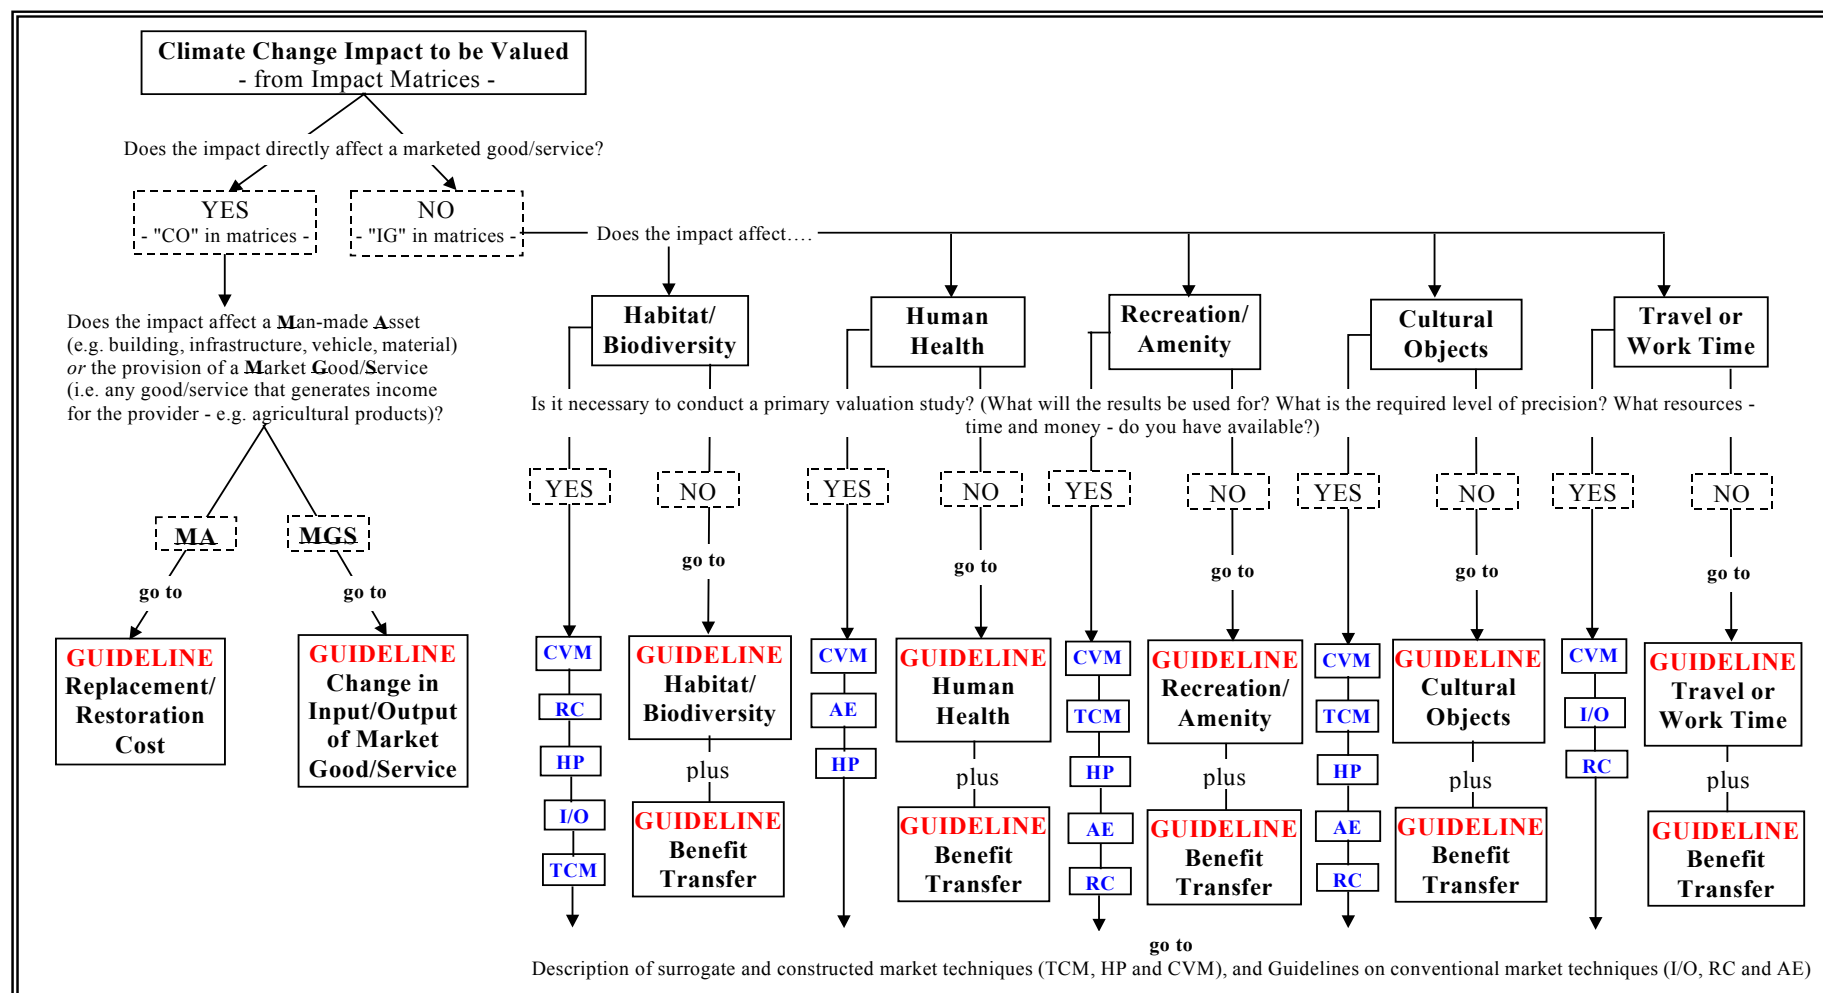 Climate Change Impact to be Valued
- from Impact Matrices -
Does the impact directly affect a marketed good/service?
YES
- "CO" in matrices -
NO
- "IG" in matrices -
Does the impact affect….
Does the impact affect a Man-made Asset
(e.g. building, infrastructure, vehicle, material)
or the provision of a Market Good/Service
(i.e. any good/service that generates income
for the provider - e.g. agricultural products)?
MA
MGS
go to
go to
GUIDELINE
Replacement/
Restoration
Cost
GUIDELINE
Change in
Input/Output
of Market
Good/Service
Habitat/
Biodiversity
Human
Health
Recreation/
Amenity
Cultural
Objects
Travel or
Work Time
Is it necessary to conduct a primary valuation study? (What will the results be used for? What is the required level of precision? What resources -
time and money - do you have available?)
YES
NO
YES
NO
YES
NO
YES
NO
YES
NO
go to
go to
go to
go to
go to
CVM
RC
HP
I/O
TCM
GUIDELINE
Habitat/
Biodiversity
plus
GUIDELINE
Benefit
Transfer
CVM
AE
HP
GUIDELINE
Human
Health
plus
GUIDELINE
Benefit
Transfer
CVM
TCM
HP
AE
RC
GUIDELINE
Recreation/
Amenity
plus
GUIDELINE
Benefit
Transfer
CVM
TCM
HP
AE
RC
GUIDELINE
Cultural
Objects
plus
GUIDELINE
Benefit
Transfer
CVM
I/O
RC
GUIDELINE
Travel or
Work Time
plus
GUIDELINE
Benefit
Transfer
go to
Description of surrogate and constructed market techniques (TCM, HP and CVM), and Guidelines on conventional market techniques (I/O, RC and AE)